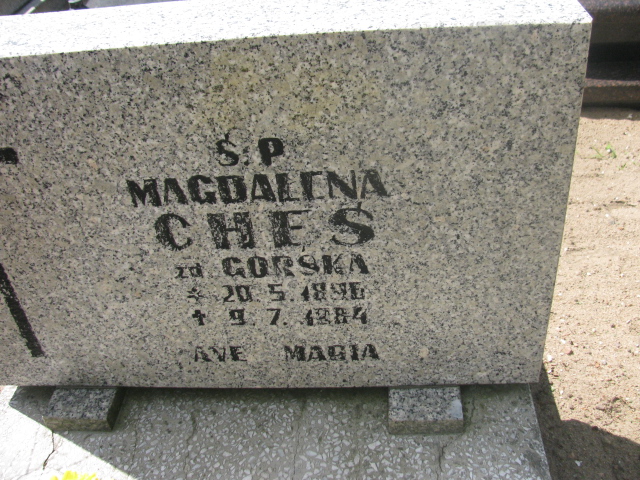 Ś.P.
MAGDALENA
CHEŚ
zd GÓRSKA
* 20.5.1896
✝ 9.7.1984
AVE MARIA